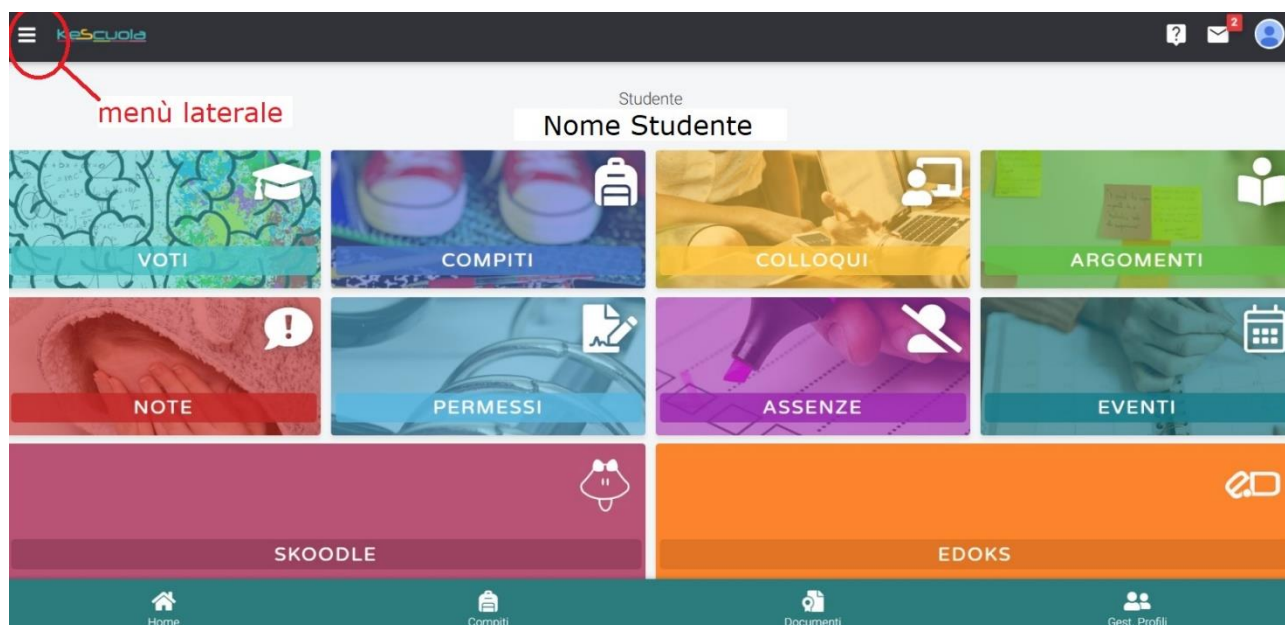 KeScuola
2
menù laterale
Studente
Nome Studente
VOTI
COMPITI
COLLOQUI
ARGOMENTI
NOTE
PERMESSI
ASSENZE
EVENTI
SKOODLE
EDOKS
Home
Compiti
Documenti
Gest. Profili